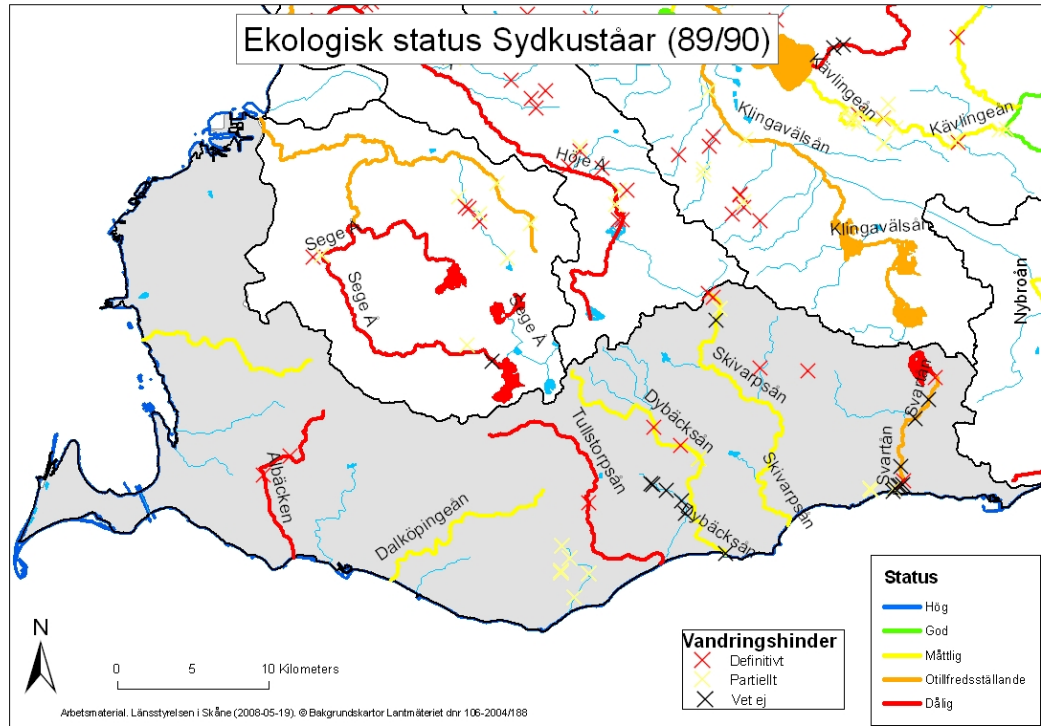 Ekologisk status Sydkuståar (89/90)
Kävlingeån
Kävlingeån
Klingavälsån
Höje Å
Klingavälsån
Sege Å
Sege Å
Sege Å
Nybroån
Skivarpsån
Svartån
Dybäcksån
Tullstorpsån
Albäcken
Svartån
Skivarpsån
Dalköpingeån
Dybäcksån
N
0 5 10 Kilometers
Vandringshinder
Definitivt
Partiellt
Vet ej
Status
Hög
God
Måttlig
Otillfredsställande
Dålig
Arbetsmaterial. Länsstyrelsen i Skåne (2008-05-19). © Bakgrundskartor Lantmäteriet dnr 106-2004/188